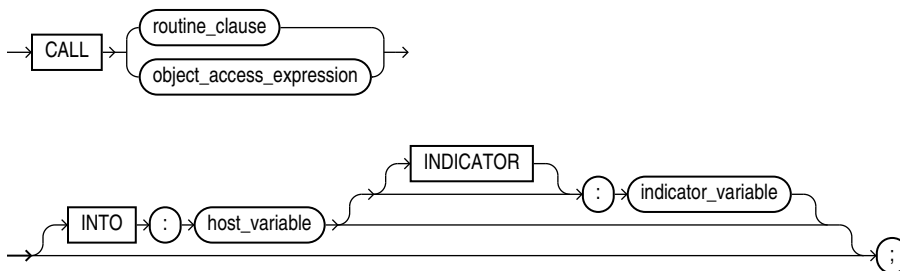 routine_clause
CALL
object_access_expression
INDICATOR
: indicator_variable
INTO : host_variable
;